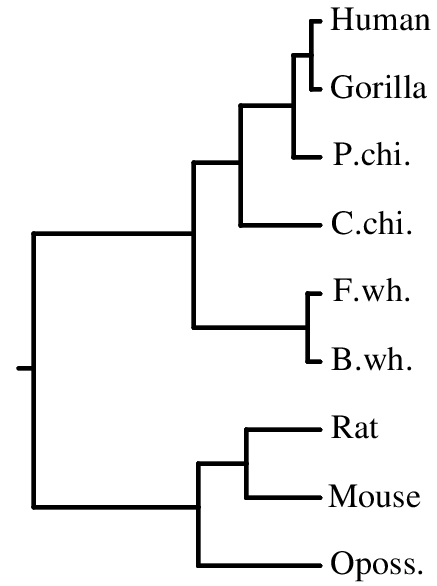 Human
Gorilla
P.chi.
C.chi.
F.wh.
B.wh.
Rat
Mouse
Oposs.